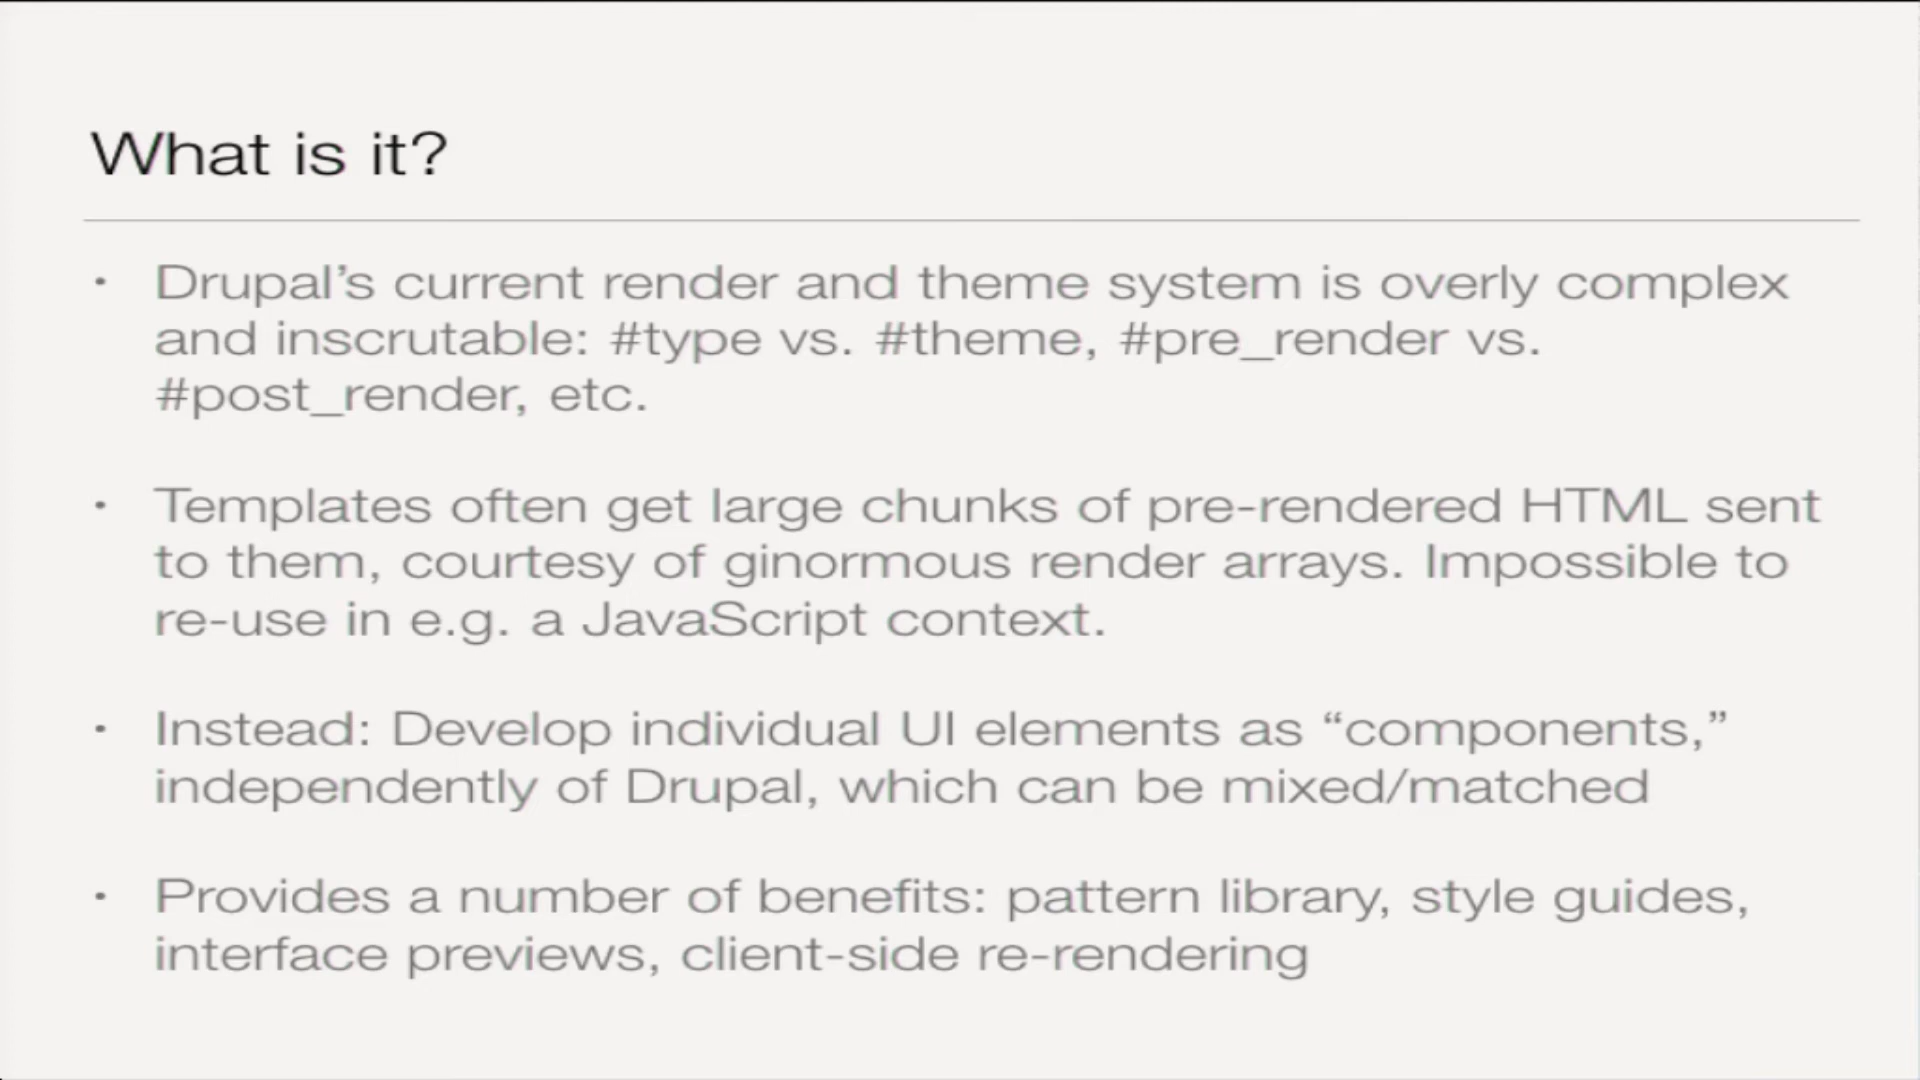 What is it?
• Drupal’s current render and theme system is overly complex
and inscrutable: #type vs. #theme, #pre_render vs.
#post_render, etc.
• Templates often get large chunks of pre-rendered HTML sent
to them, courtesy of ginormous render arrays. Impossible to
re-use in e.g. a JavaScript context.
• Instead: Develop individual UI elements as “components,”
independently of Drupal, which can be mixed/matched
• Provides a number of benefits: pattern library, style guides,
interface previews, client-side re-rendering